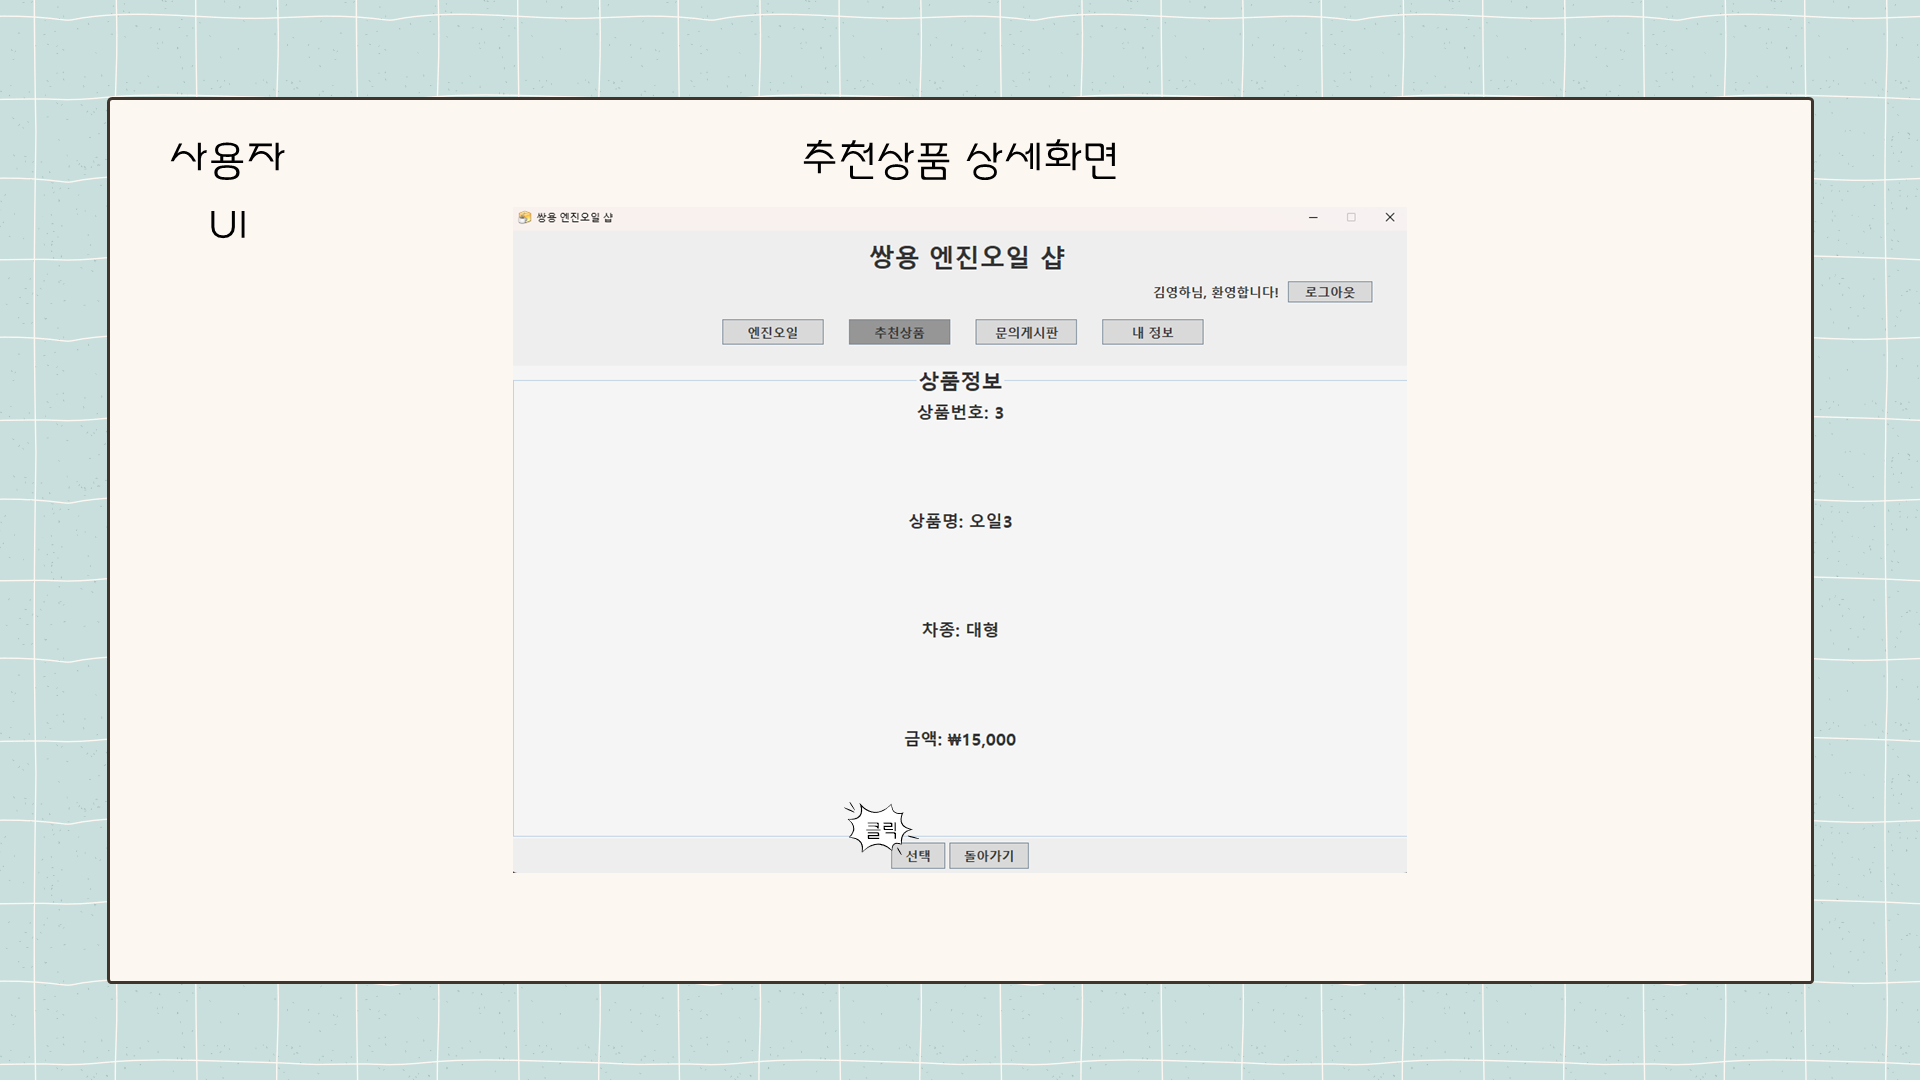 사용자
UI
추천상품 상세화면
쌍용 엔진오일 샵
쌍용 엔진오일 샵
김영하님, 환영합니다! 로그아웃
엔진오일 추천상품 문의게시판 내 정보
상품정보
상품번호: 3
상품명: 오일3
차종: 대형
금액: ₩15,000
클릭
선택 돌아가기